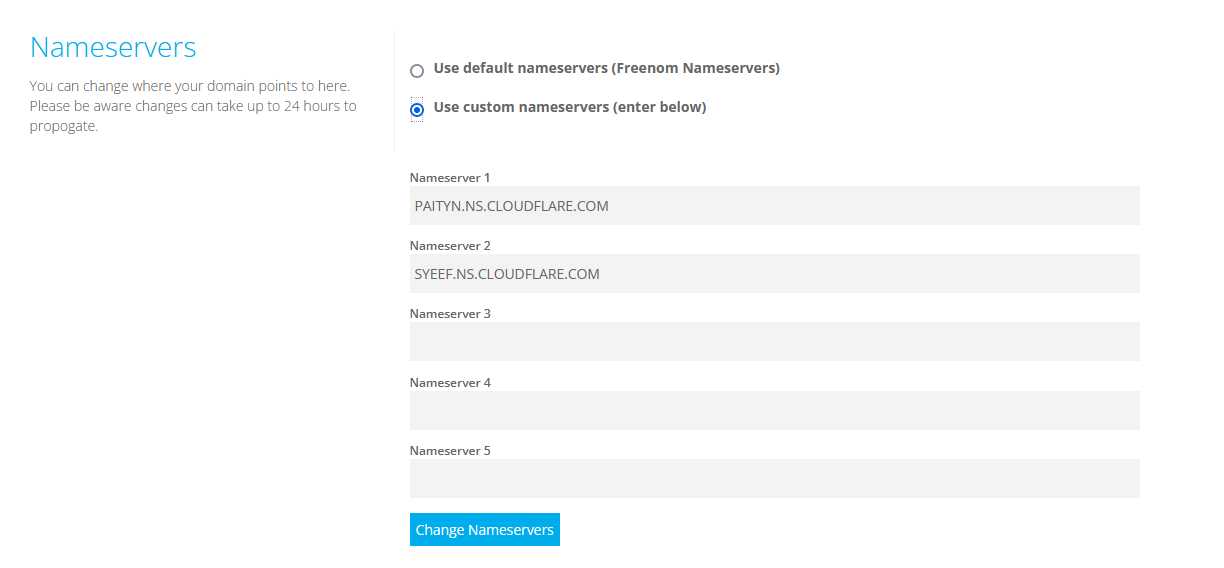 Nameservers
You can change where your domain points to here.
Please be aware changes can take up to 24 hours to
propogate.
Use default nameservers (Freenom Nameservers)
Use custom nameservers (enter below)
Nameserver 1
PAITYN.NS.CLOUDFLARE.COM
Nameserver 2
SYEEF.NS.CLOUDFLARE.COM
Nameserver 3
Nameserver 4
Nameserver 5
Change Nameservers